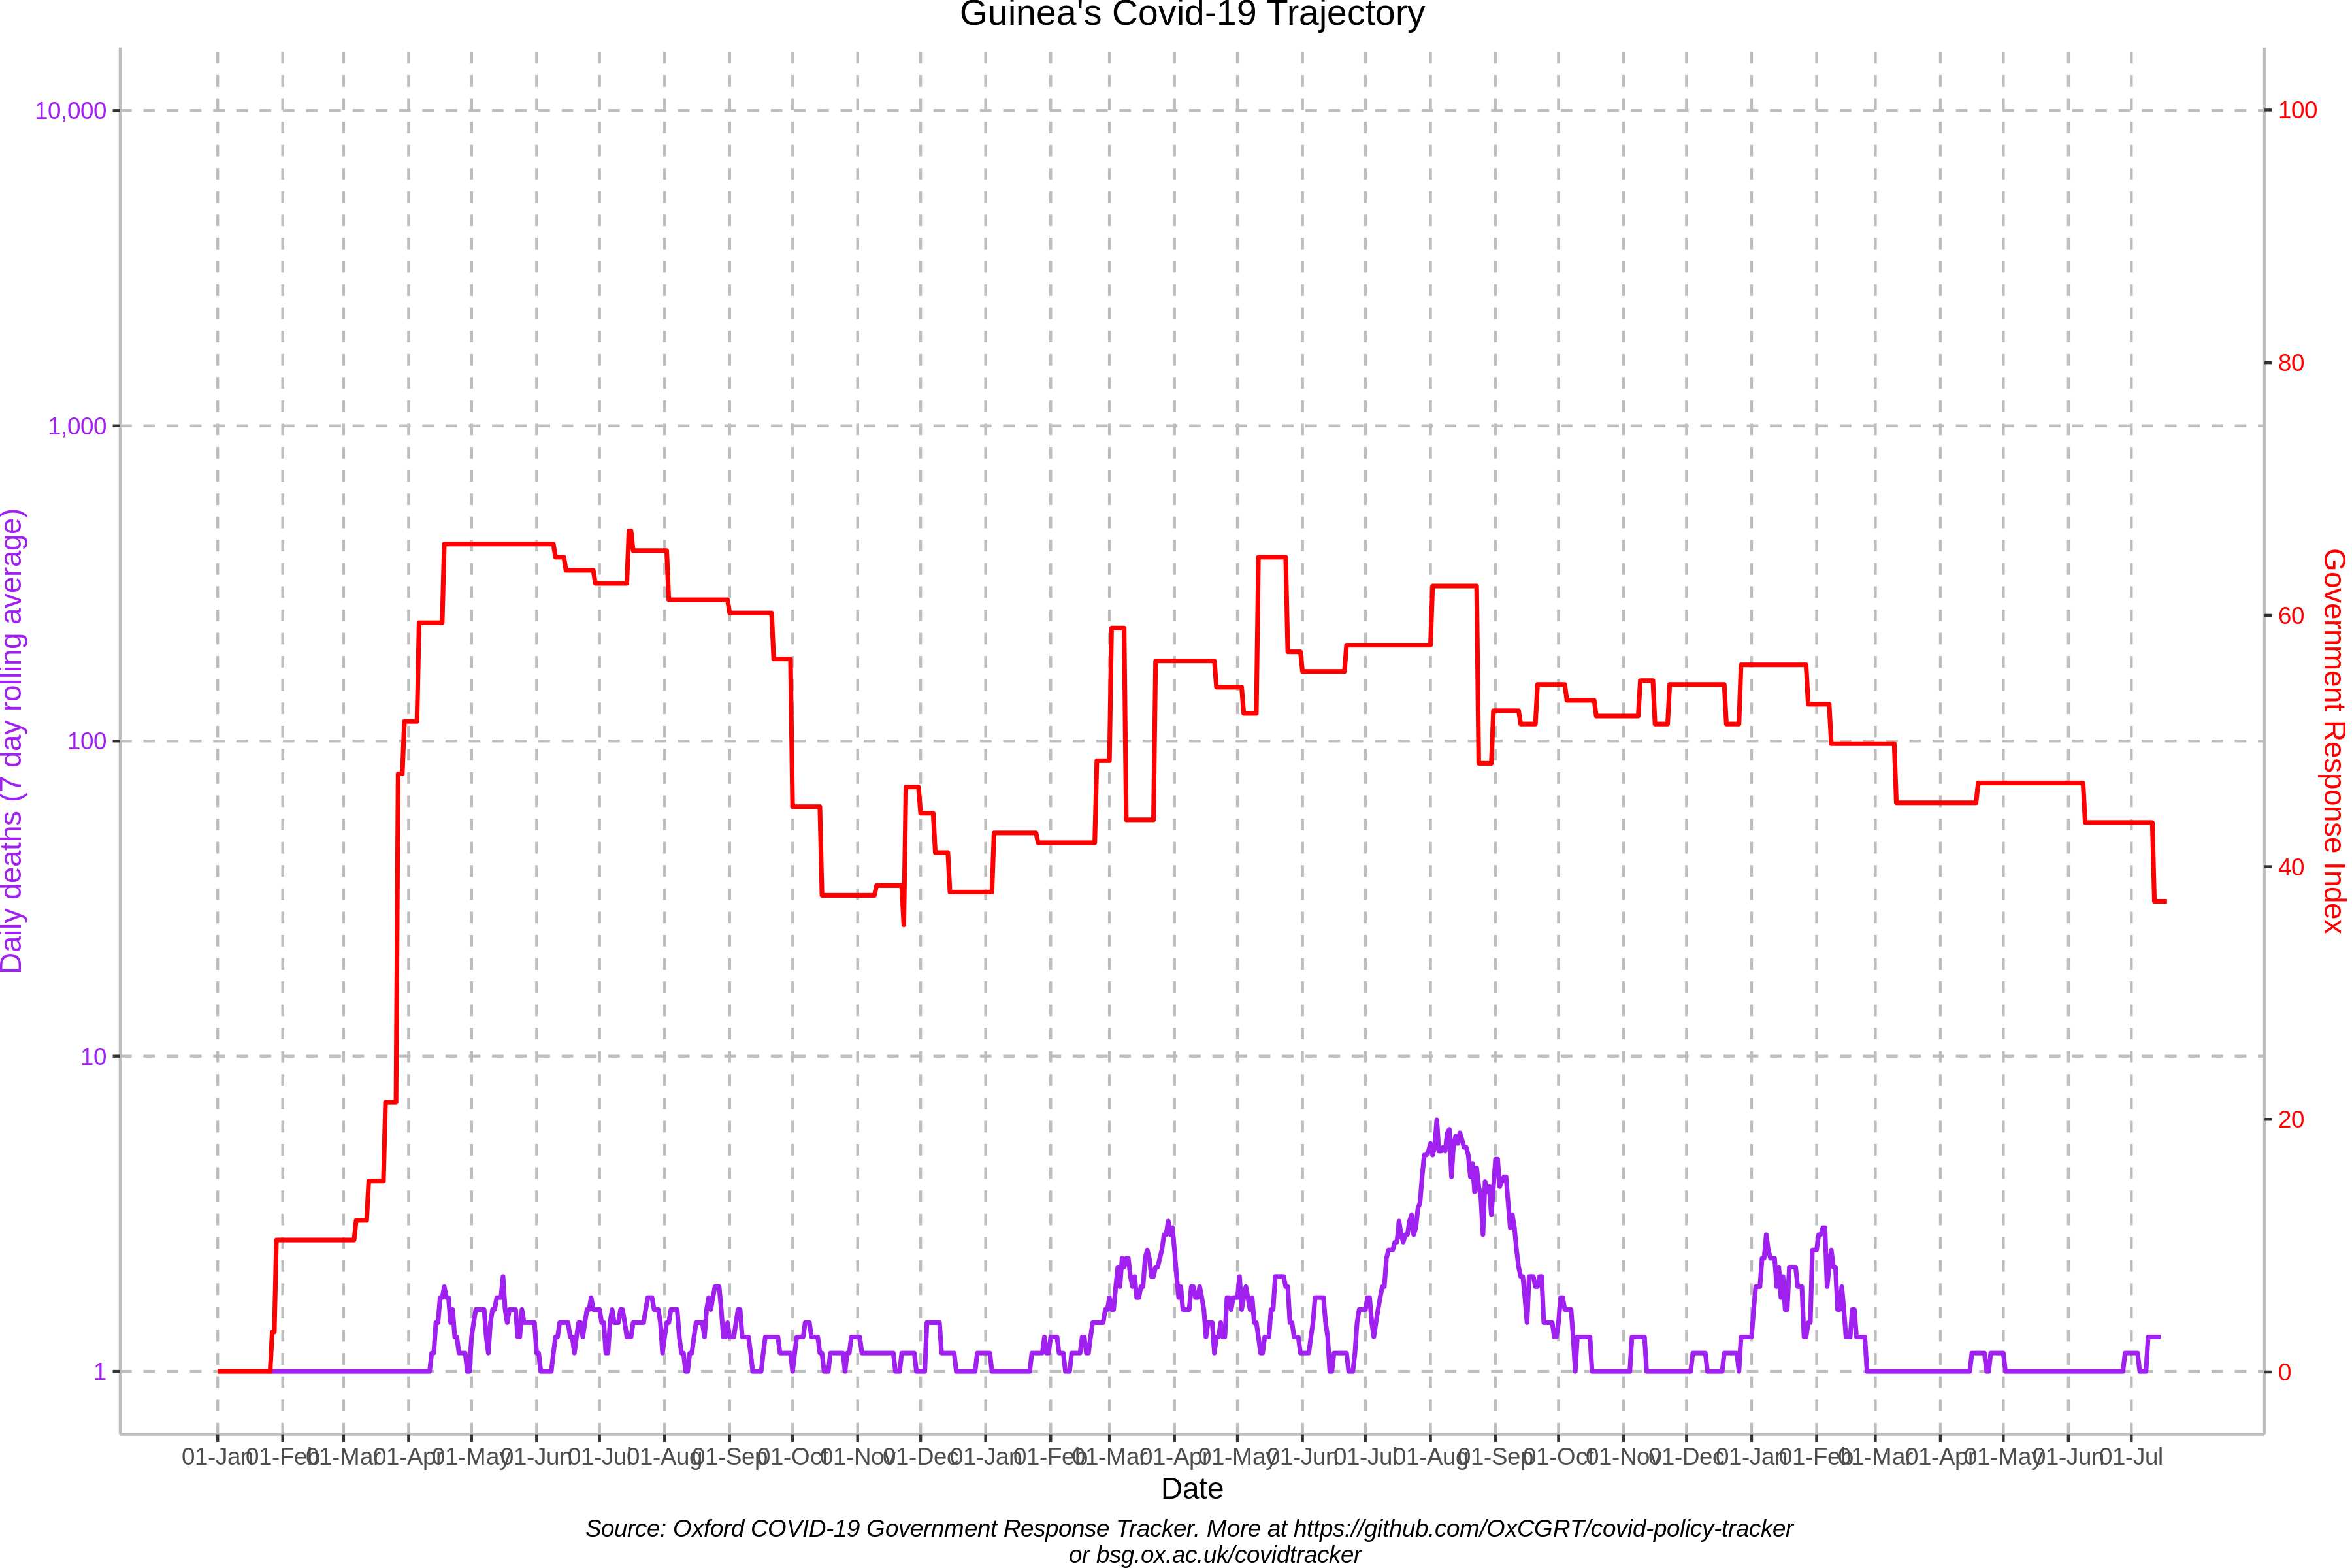 Guinea's Covid-19 Trajectory
10,000
1,000
100
10
1
Daily deaths (7 day rolling average)
100
80
60
40
20
0
Government Response Index
01-Jan 01-Feb 01-Mar 01-Apr 01-May 01-Jun 01-Jul 01-Aug 01-Sep 01-Oct 01-Nov 01-Dec 01-Jan 01-Feb 01-Mar 01-Apr 01-May 01-Jun 01-Jul 01-Aug 01-Sep 01-Oct 01-Nov 01-Dec 01-Jan 01-Feb 01-Mar 01-Apr 01-May 01-Jun 01-Jul
Date
Source: Oxford COVID-19 Government Response Tracker. More at https://github.com/OxCGRT/covid-policy-tracker
or bsg.ox.ac.uk/covidtracker